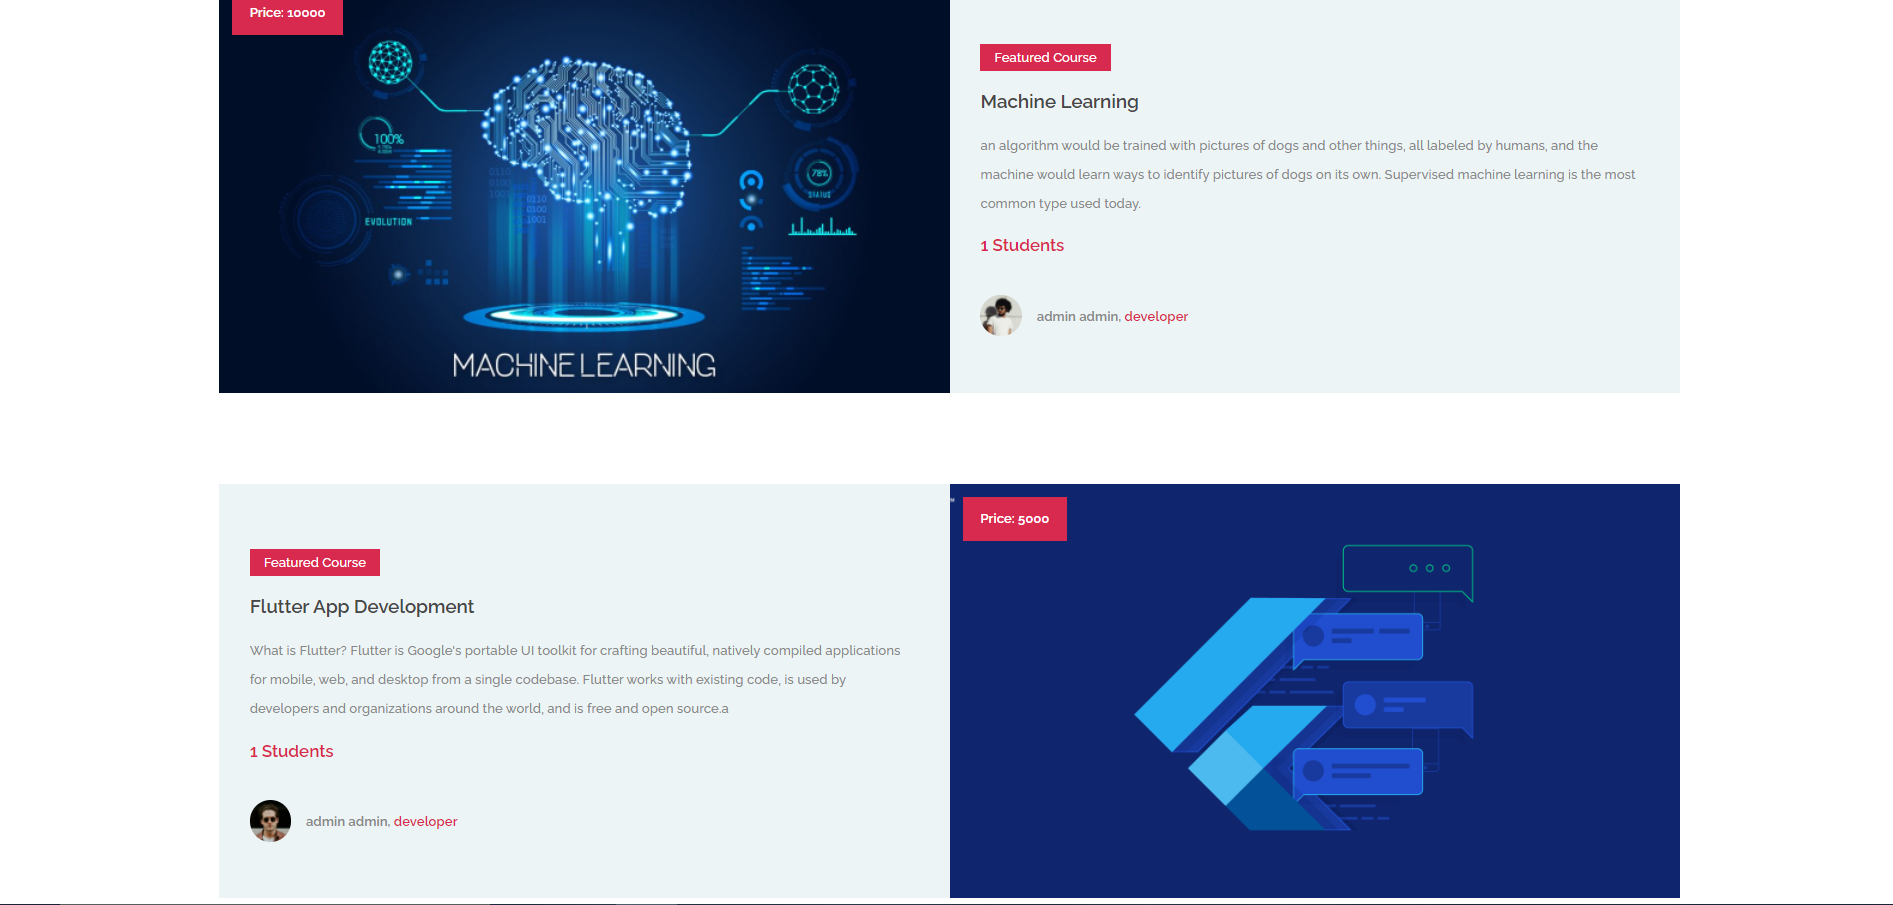 Price: 10000
100%
EVOLUTION
0110
0100
1001
78%
STATUS
MACHINE LEARNING
Featured Course
Machine Learning
an algorithm would be trained with pictures of dogs and other things, all labeled by humans, and the
machine would learn ways to identify pictures of dogs on its own. Supervised machine learning is the most
common type used today.
1 Students
admin admin, developer
Featured Course
Flutter App Development
What is Flutter? Flutter is Google's portable UI toolkit for crafting beautiful, natively compiled applications
for mobile, web, and desktop from a single codebase. Flutter works with existing code, is used by
developers and organizations around the world, and is free and open source.a
1 Students
admin admin, developer
Price: 5000